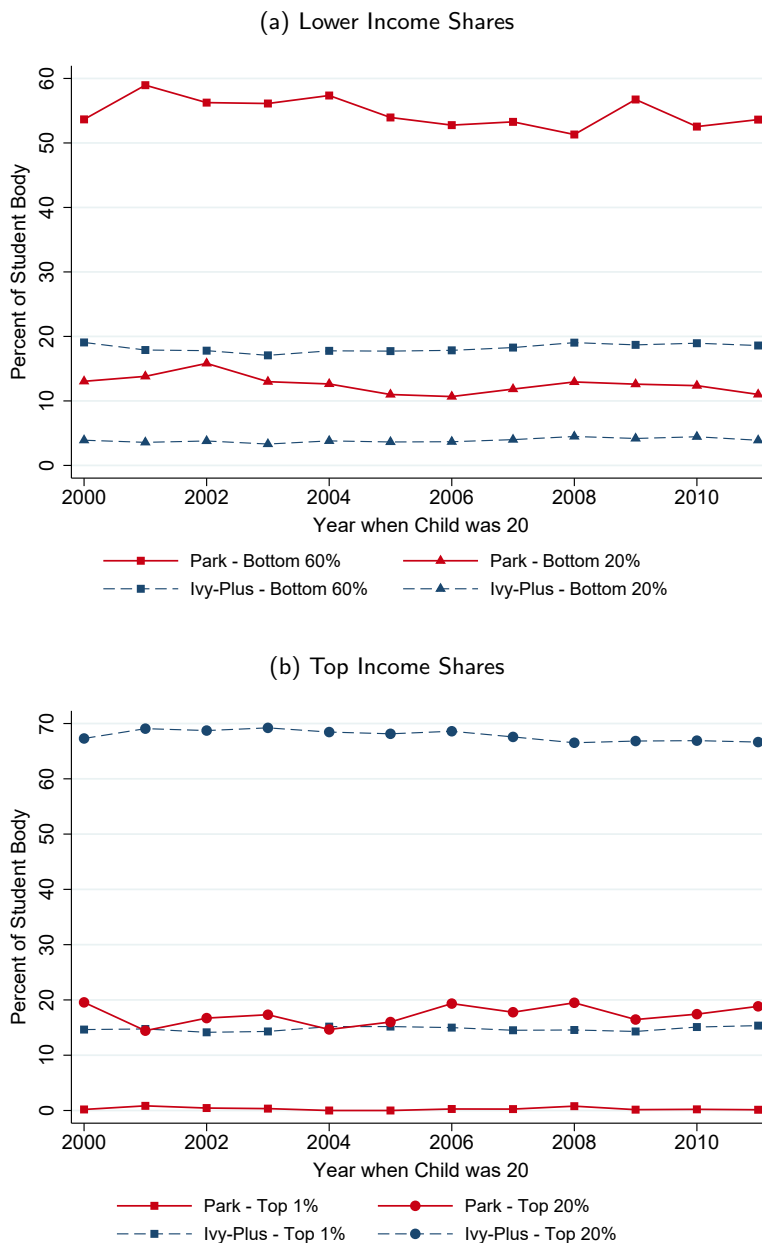 (a) Lower Income Shares
60
50
40
30
20
10
0
Percent of Student Body
2000 2002 2004 2006 2008 2010
Year when Child was 20
Park - Bottom 60% Park - Bottom 20%
Ivy-Plus - Bottom 60% Ivy-Plus - Bottom 20%
(b) Top Income Shares
70
60
50
40
30
20
10
0
Percent of Student Body
2000 2002 2004 2006 2008 2010
Year when Child was 20
Park - Top 1% Park - Top 20%
Ivy-Plus - Top 1% Ivy-Plus - Top 20%